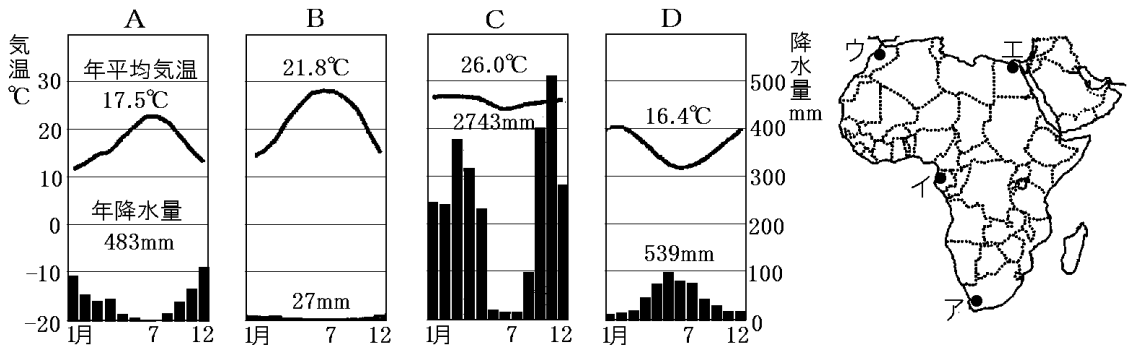 A
B
C
D
気温
℃
30
20
10
0
-10
-20
年平均気温
17.5℃
年降水量
483mm
1月
7
12
21.8℃
27mm
1月
7
12
26.0℃
2743mm
1月
7
12
16.4℃
539mm
1月
7
12
降水量
mm
500
400
300
200
100
0
ウ
エ
イ
ア